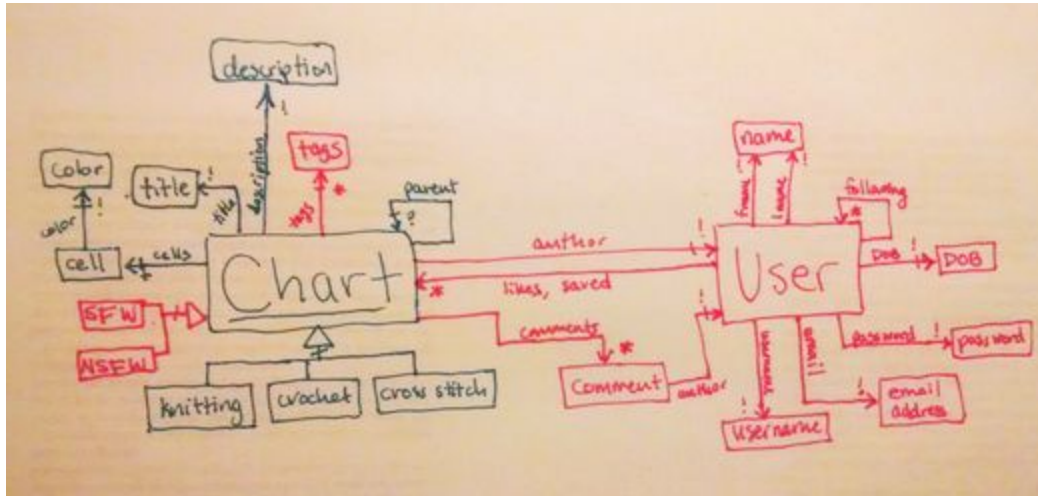 description
!
description
tags
*
tags
color
!
color
title
!
title
cell
cells
Chart
parent
?
SFW
NSFW
knitting
crochet
cross stitch
author
!
likes, saved
*
comments
*
Comment
author
!
User
name
fname
!
lname
!
following
*
DOB
!
DOB
password
!
password
email
!
email
address
username
!
username